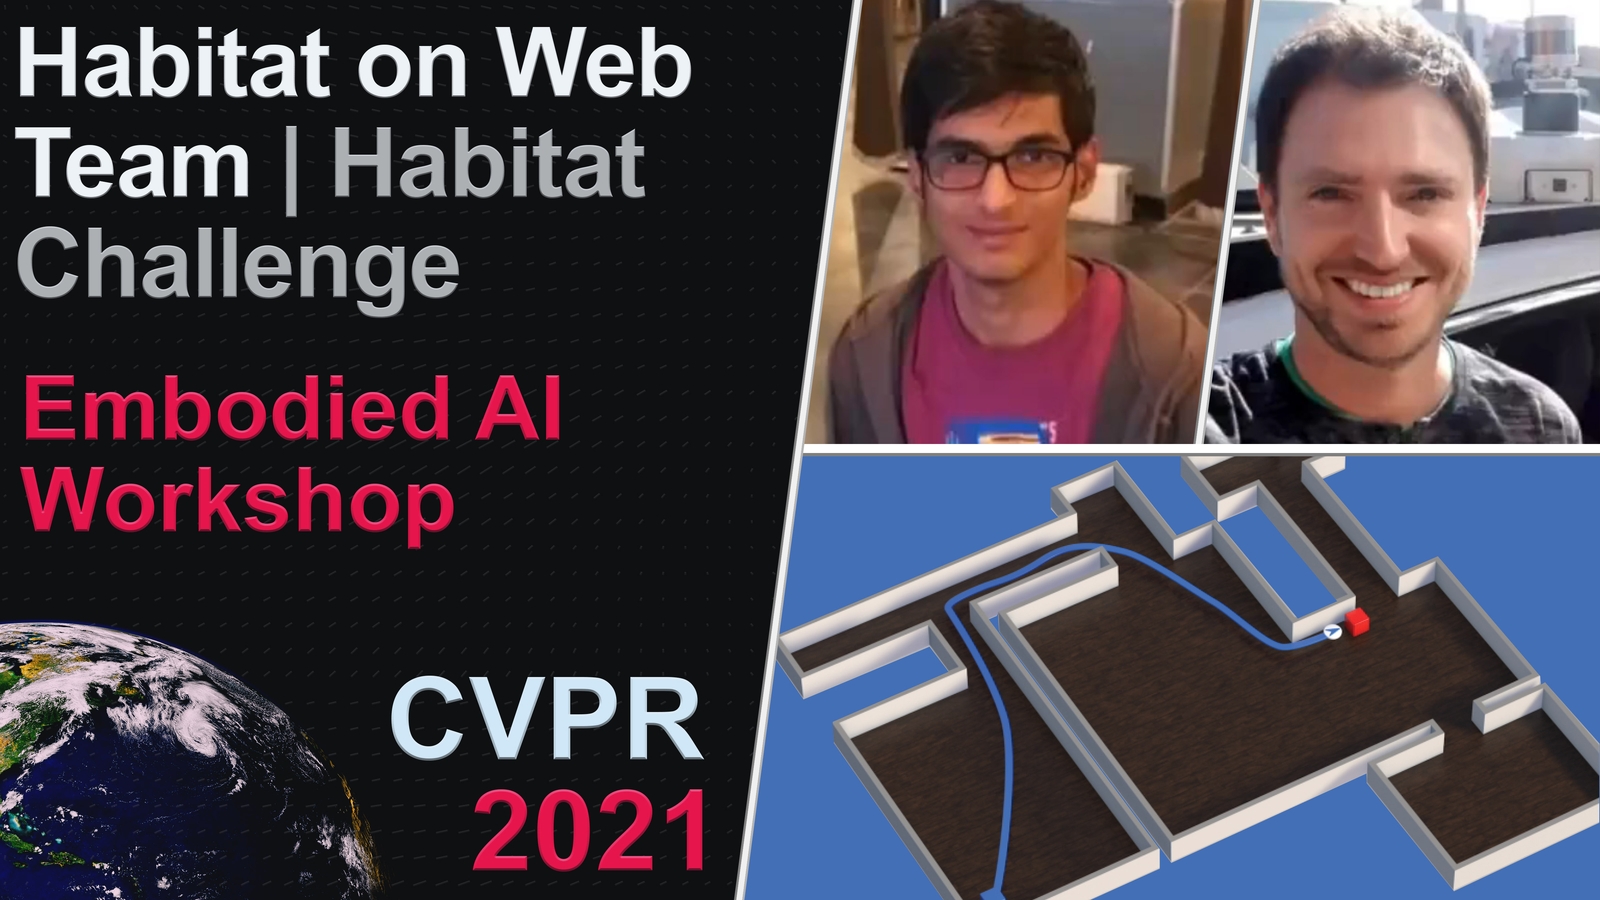 Habitat on Web
Team | Habitat
Challenge
Embodied AI
Workshop
CVPR
2021